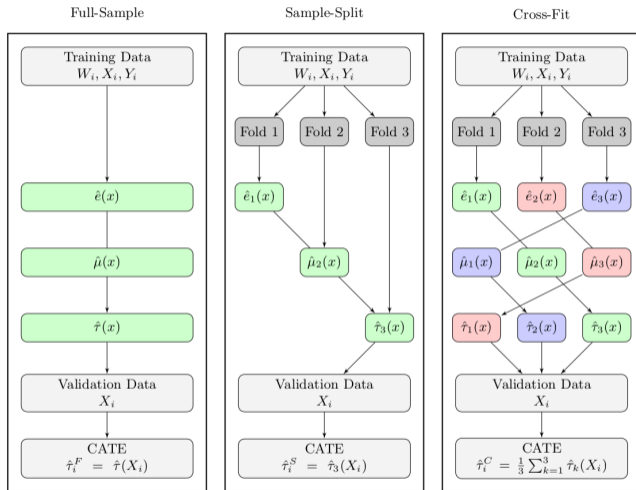 Full-Sample
Training Data
W_i, X_i, Y_i
ê(x)
μ̂(x)
τ̂(x)
Validation Data
X_i
CATE
τ̂_i^F = τ̂(X_i)
Sample-Split
Training Data
W_i, X_i, Y_i
Fold 1 Fold 2 Fold 3
ê_1(x)
μ̂_2(x)
τ̂_3(x)
Validation Data
X_i
CATE
τ̂_i^S = τ̂_3(X_i)
Cross-Fit
Training Data
W_i, X_i, Y_i
Fold 1 Fold 2 Fold 3
ê_1(x) ê_2(x) ê_3(x)
μ̂_1(x) μ̂_2(x) μ̂_3(x)
τ̂_1(x) τ̂_2(x) τ̂_3(x)
Validation Data
X_i
CATE
τ̂_i^C = 1/3 ∑_{k=1}^3 τ̂_k(X_i)